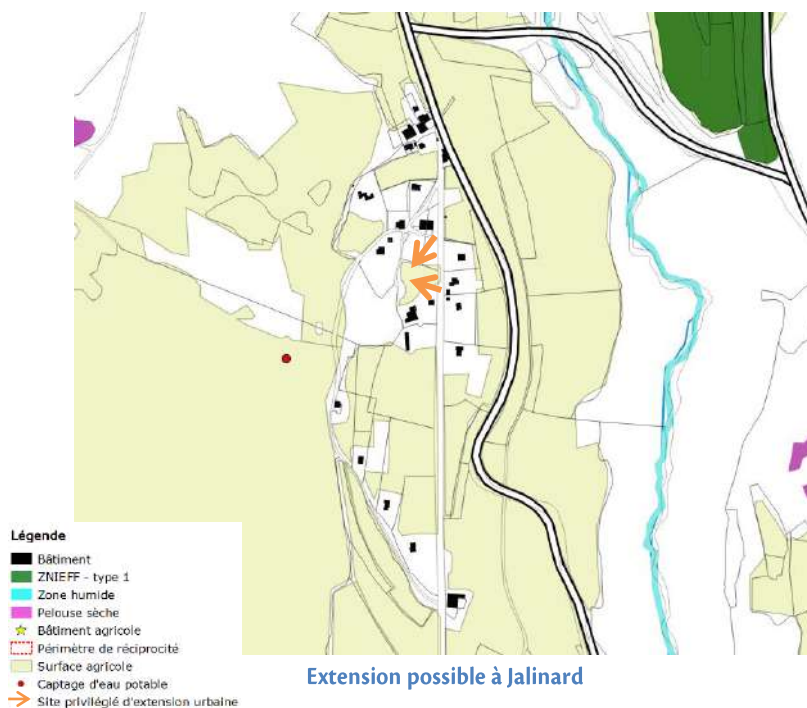 Légende
Bâtiment
ZNIEFF - type 1
Zone humide
Pelouse sèche
Bâtiment agricole
Périmètre de réciprocité
Surface agricole
Captage d'eau potable
Site privilégié d'extension urbaine
Extension possible à Jalinard